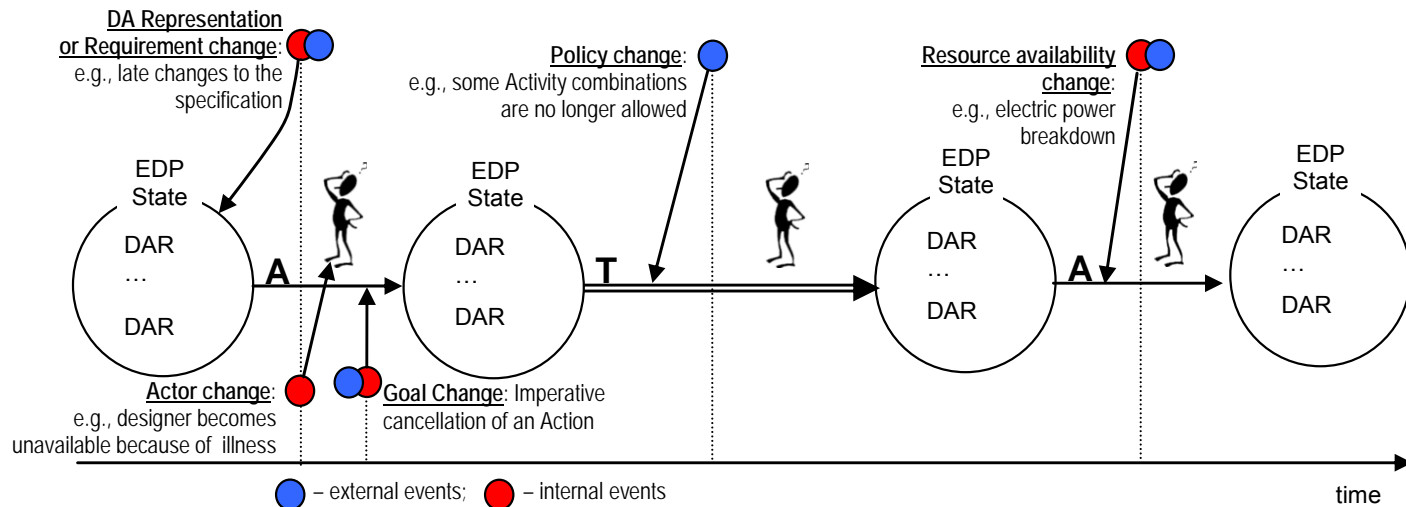 DA Representation
or Requirement change:
e.g., late changes to the
specification
Policy change:
e.g., some Activity combinations
are no longer allowed
Resource availability
change:
e.g., electric power
breakdown
EDP
State
DAR
...
DAR
A
EDP
State
DAR
...
DAR
T
EDP
State
DAR
...
DAR
A
EDP
State
DAR
...
DAR
Actor change:
e.g., designer becomes
unavailable because of illness
Goal Change: Imperative
cancellation of an Action
– external events; – internal events
time